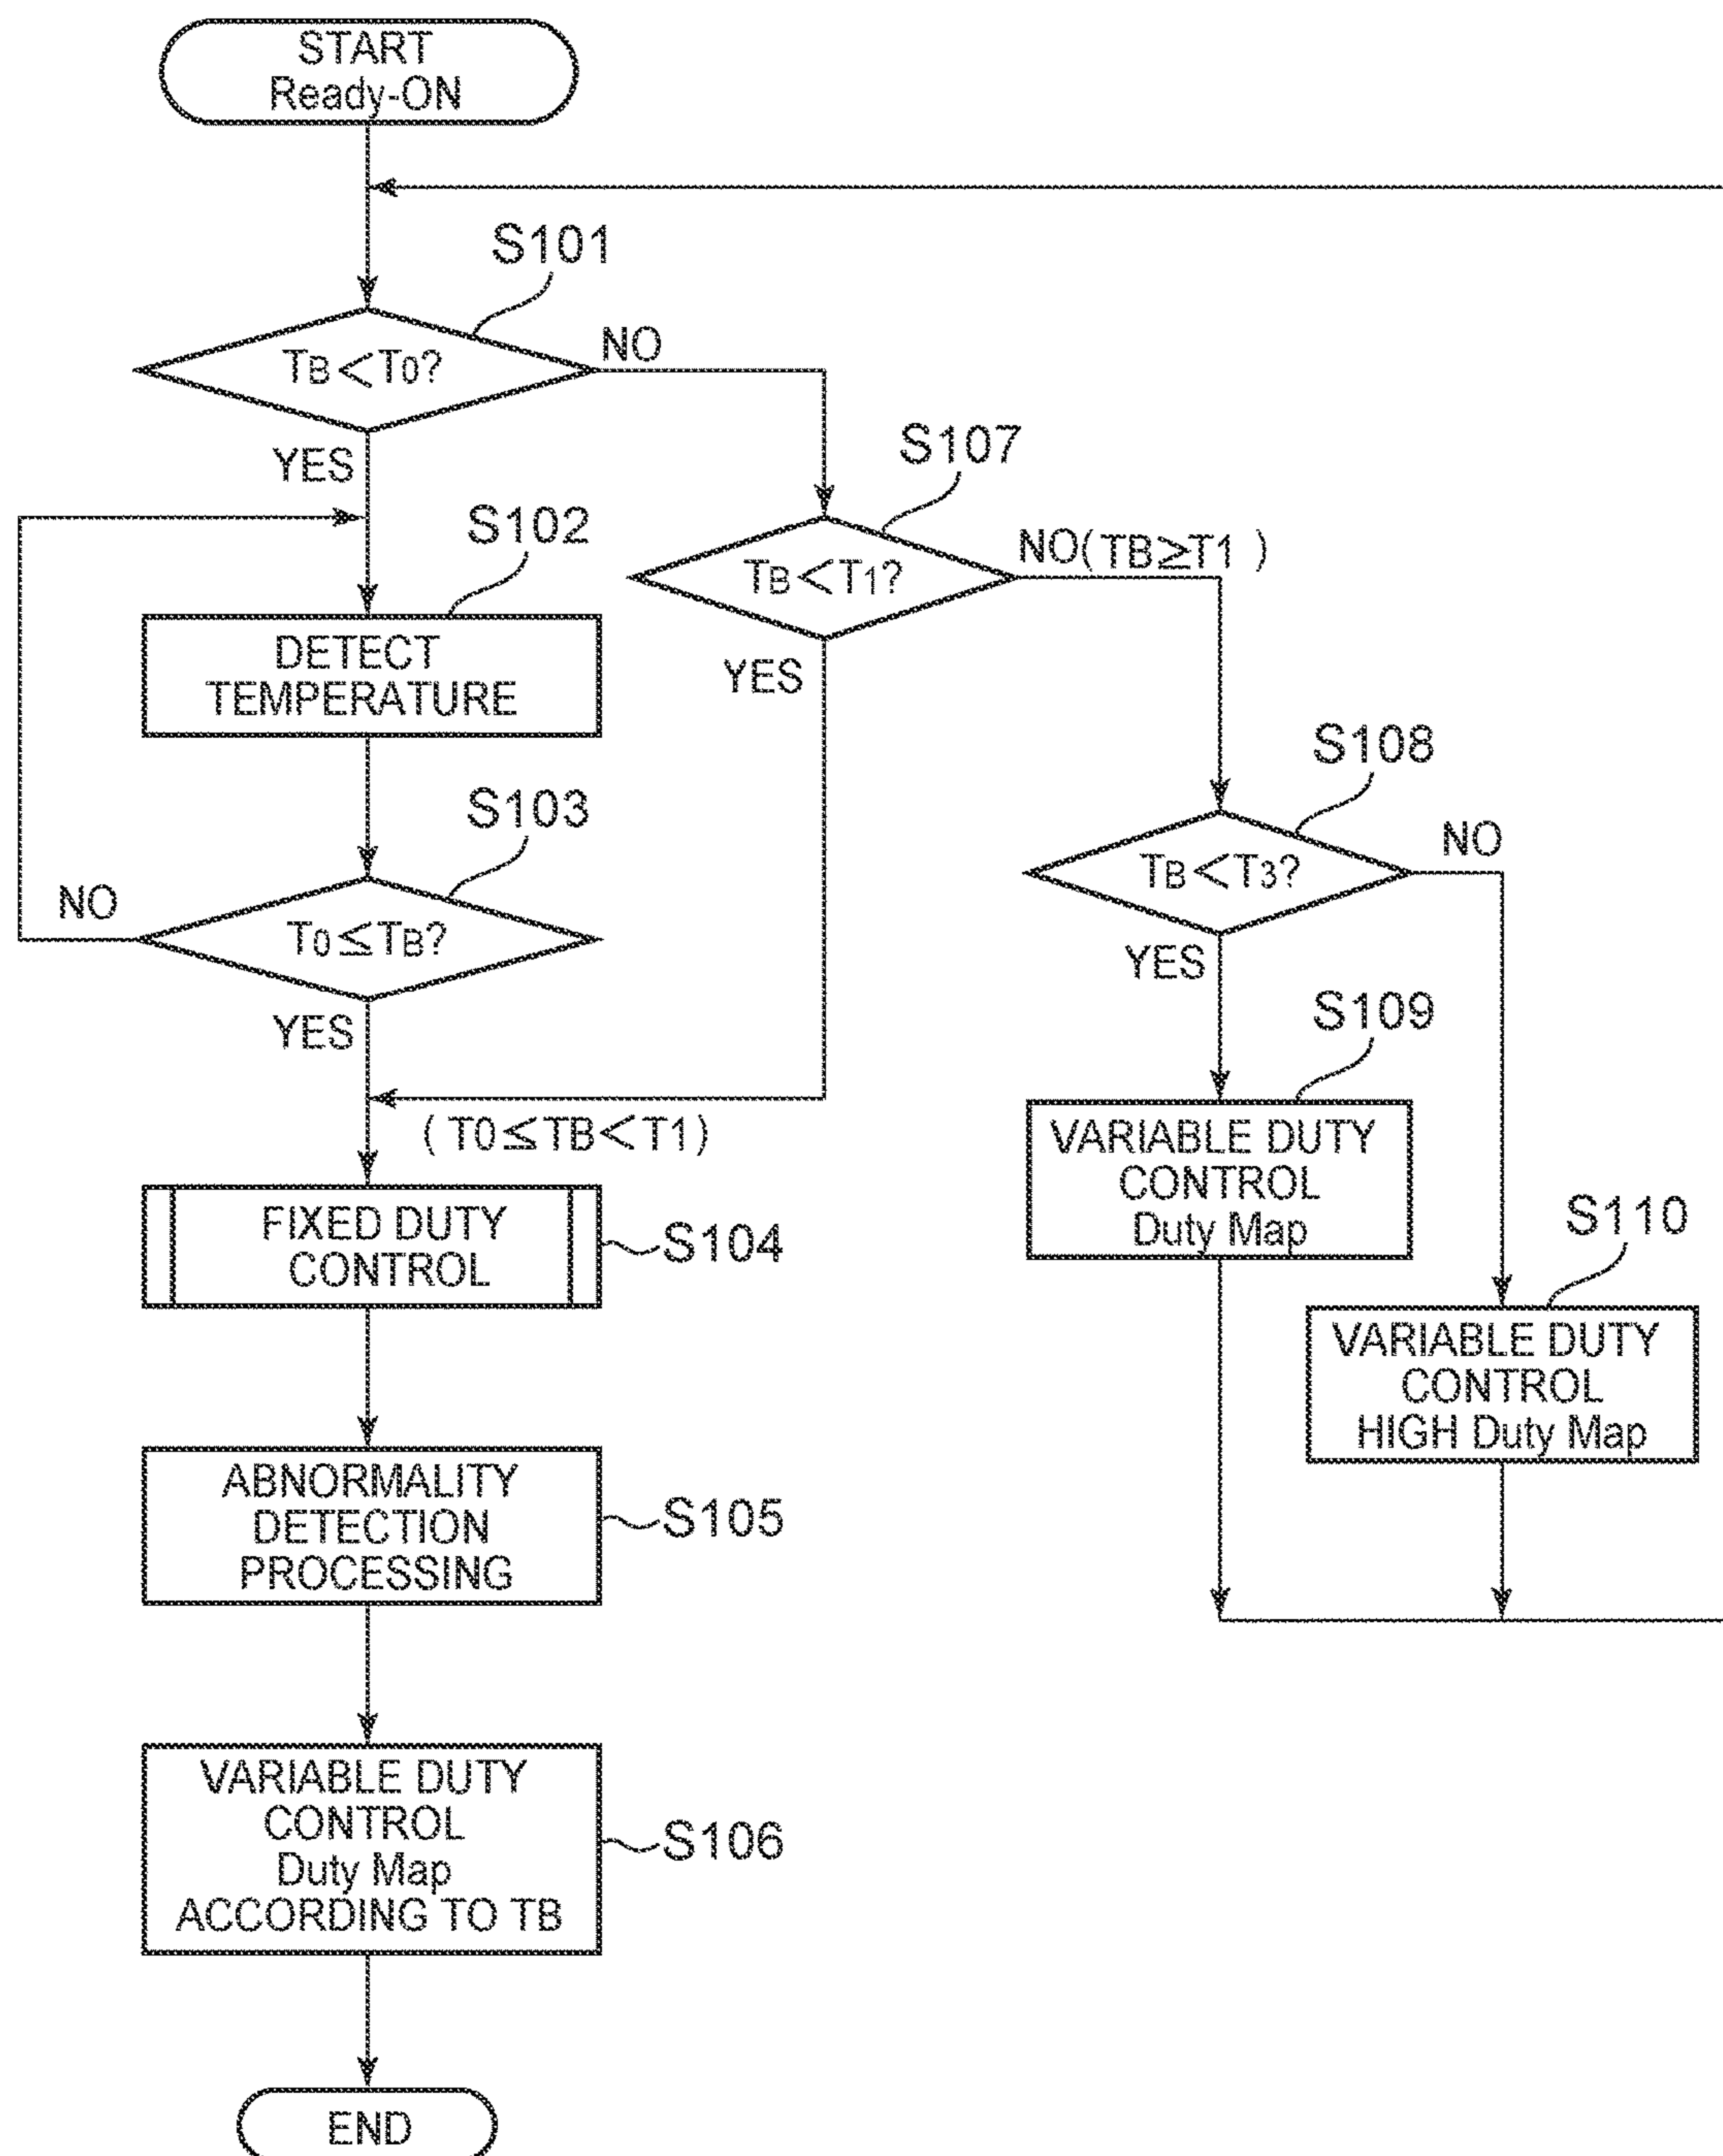 START
Ready-ON
S101
TB<T0?
NO
YES
S107
S102
NO(TB≥T1 )
TB<T1?
DETECT
TEMPERATURE
YES
S108
S103
NO
TB<T3?
NO
T0≤TB?
YES
S109
YES
(T0≤TB<T1)
VARIABLE DUTY
CONTROL
Duty Map
FIXED DUTY
CONTROL
S104
S110
VARIABLE DUTY
CONTROL
HIGH Duty Map
ABNORMALITY
DETECTION
PROCESSING
S105
VARIABLE DUTY
CONTROL
Duty Map
ACCORDING TO TB
S106
END